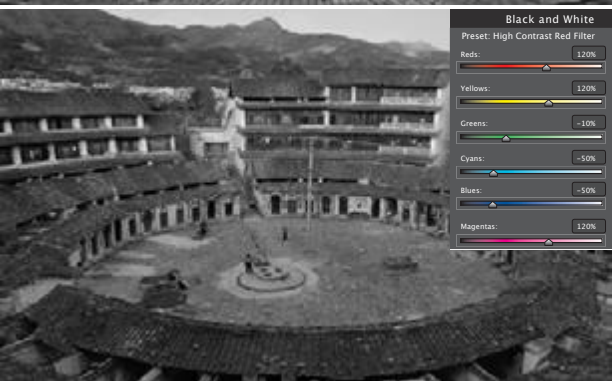 Black and White
Preset: High Contrast Red Filter
Reds: 120%
Yellows: 120%
Greens: -10%
Cyans: -50%
Blues: -50%
Magentas: 120%